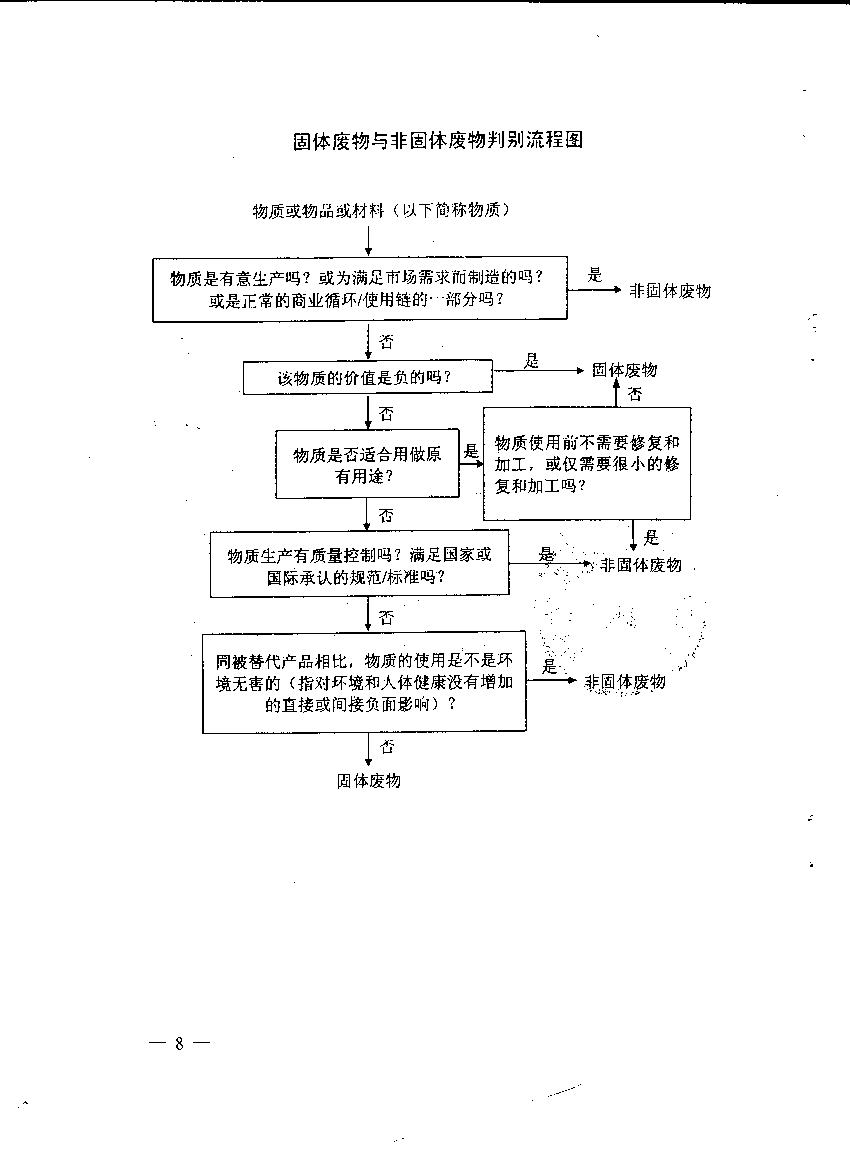 固体废物与非固体废物判别流程图
物质或物品或材料（以下简称物质）
物质是有意生产吗？或为满足市场需求而制造的吗？
或是正常的商业循环/使用链的一部分吗？
是
非固体废物
否
该物质的价值是负的吗？
是
固体废物
否
否
物质是否适合用做原
有用途？
是
物质使用前不需要修复和
加工，或仅需要很小的修
复和加工吗？
否
是
物质生产有质量控制吗？满足国家或
国际承认的规范/标准吗？
是
非固体废物
否
同被替代产品相比，物质的使用是不是环
境无害的（指对环境和人体健康没有增加
的直接或间接负面影响）？
是
非固体废物
否
固体废物
— 8 —